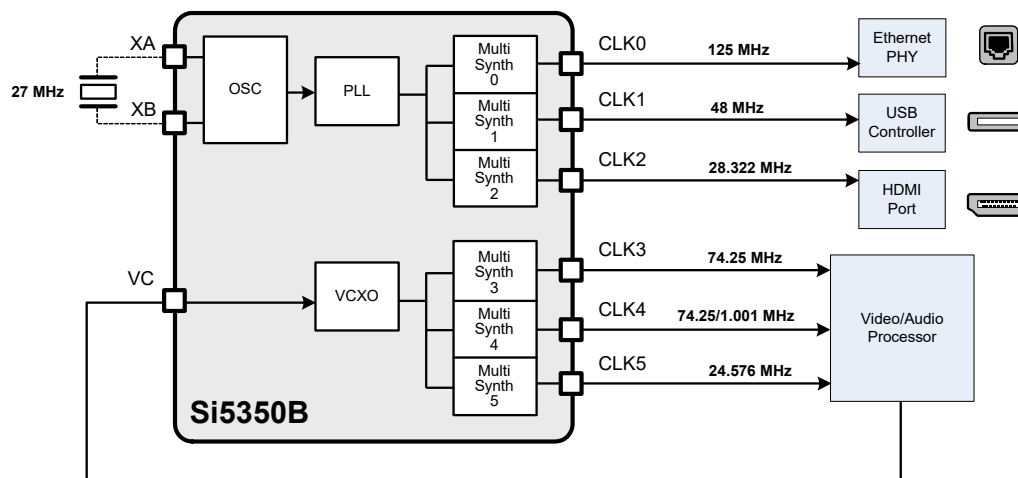 XA
27 MHz
XB
OSC
PLL
Multi
Synth
0
Multi
Synth
1
Multi
Synth
2
CLK0
125 MHz
Ethernet
PHY
CLK1
48 MHz
USB
Controller
CLK2
28.322 MHz
HDMI
Port
VC
VCXO
Multi
Synth
3
Multi
Synth
4
Multi
Synth
5
CLK3
74.25 MHz
CLK4
74.25/1.001 MHz
CLK5
24.576 MHz
Video/Audio
Processor
Si5350B